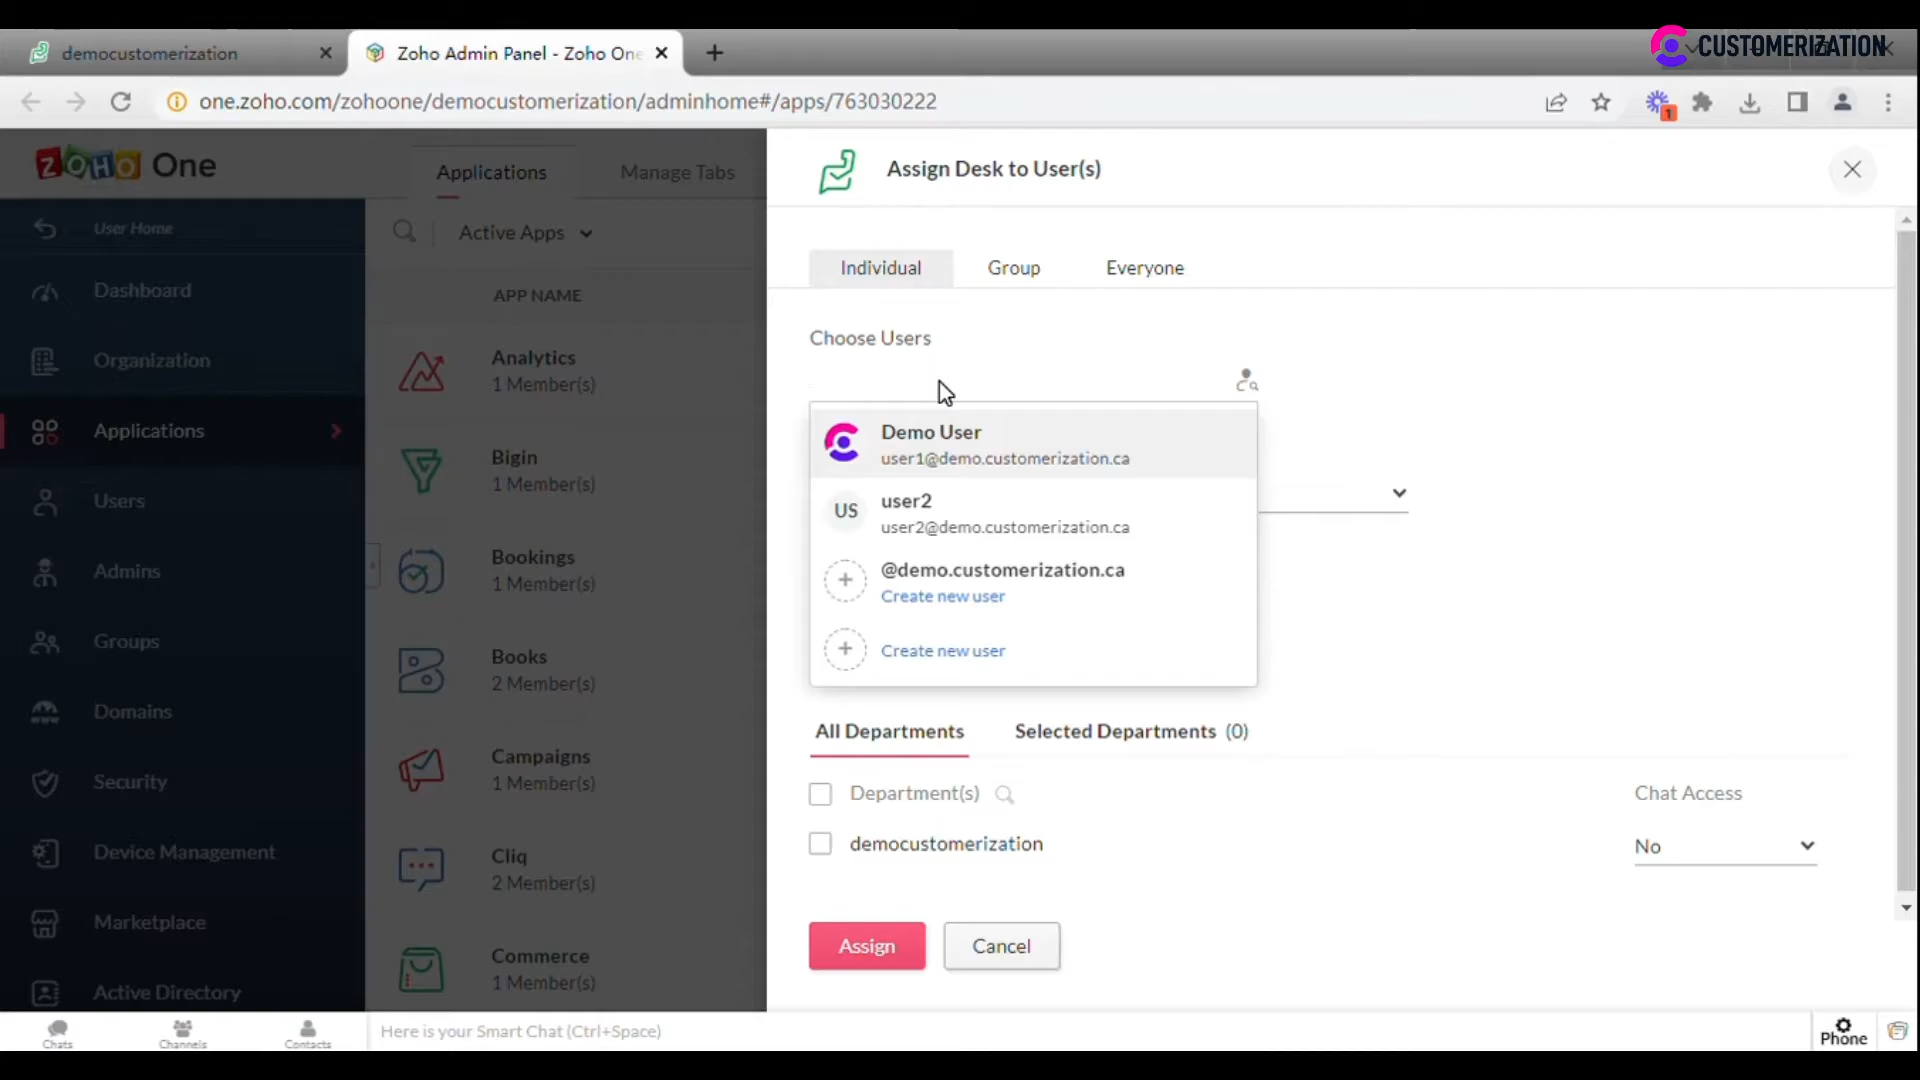 democustomerization
Zoho Admin Panel - Zoho One
CUSTOMERIZATION
one.zoho.com/zohoone/democustomerization/adminhome#/apps/763030222
1
ZOHO One
Applications
Manage Tabs
Assign Desk to User(s)
User Home
Active Apps
Individual
Group
Everyone
Dashboard
APP NAME
Choose Users
Organization
Analytics
1 Member(s)
Applications
Demo User
user1@demo.customerization.ca
Bigin
1 Member(s)
Users
US
user2
user2@demo.customerization.ca
Admins
Bookings
1 Member(s)
@demo.customerization.ca
Create new user
Groups
Books
2 Member(s)
Create new user
Domains
All Departments
Selected Departments (0)
Security
Campaigns
1 Member(s)
Department(s)
Chat Access
Device Management
Cliq
2 Member(s)
democustomerization
No
Marketplace
Commerce
1 Member(s)
Assign
Cancel
Active Directory
Chats
Channels
Contacts
Here is your Smart Chat (Ctrl+Space)
Phone